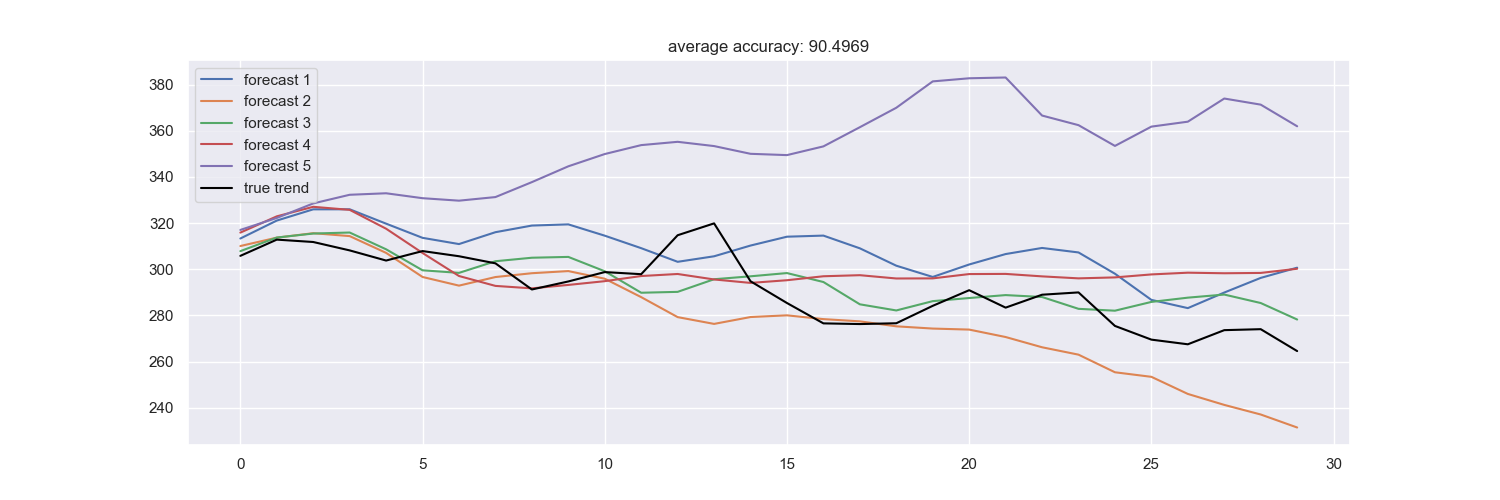 average accuracy: 90.4969
forecast 1
forecast 2
forecast 3
forecast 4
forecast 5
true trend
380
360
340
320
300
280
260
240
0 5 10 15 20 25 30